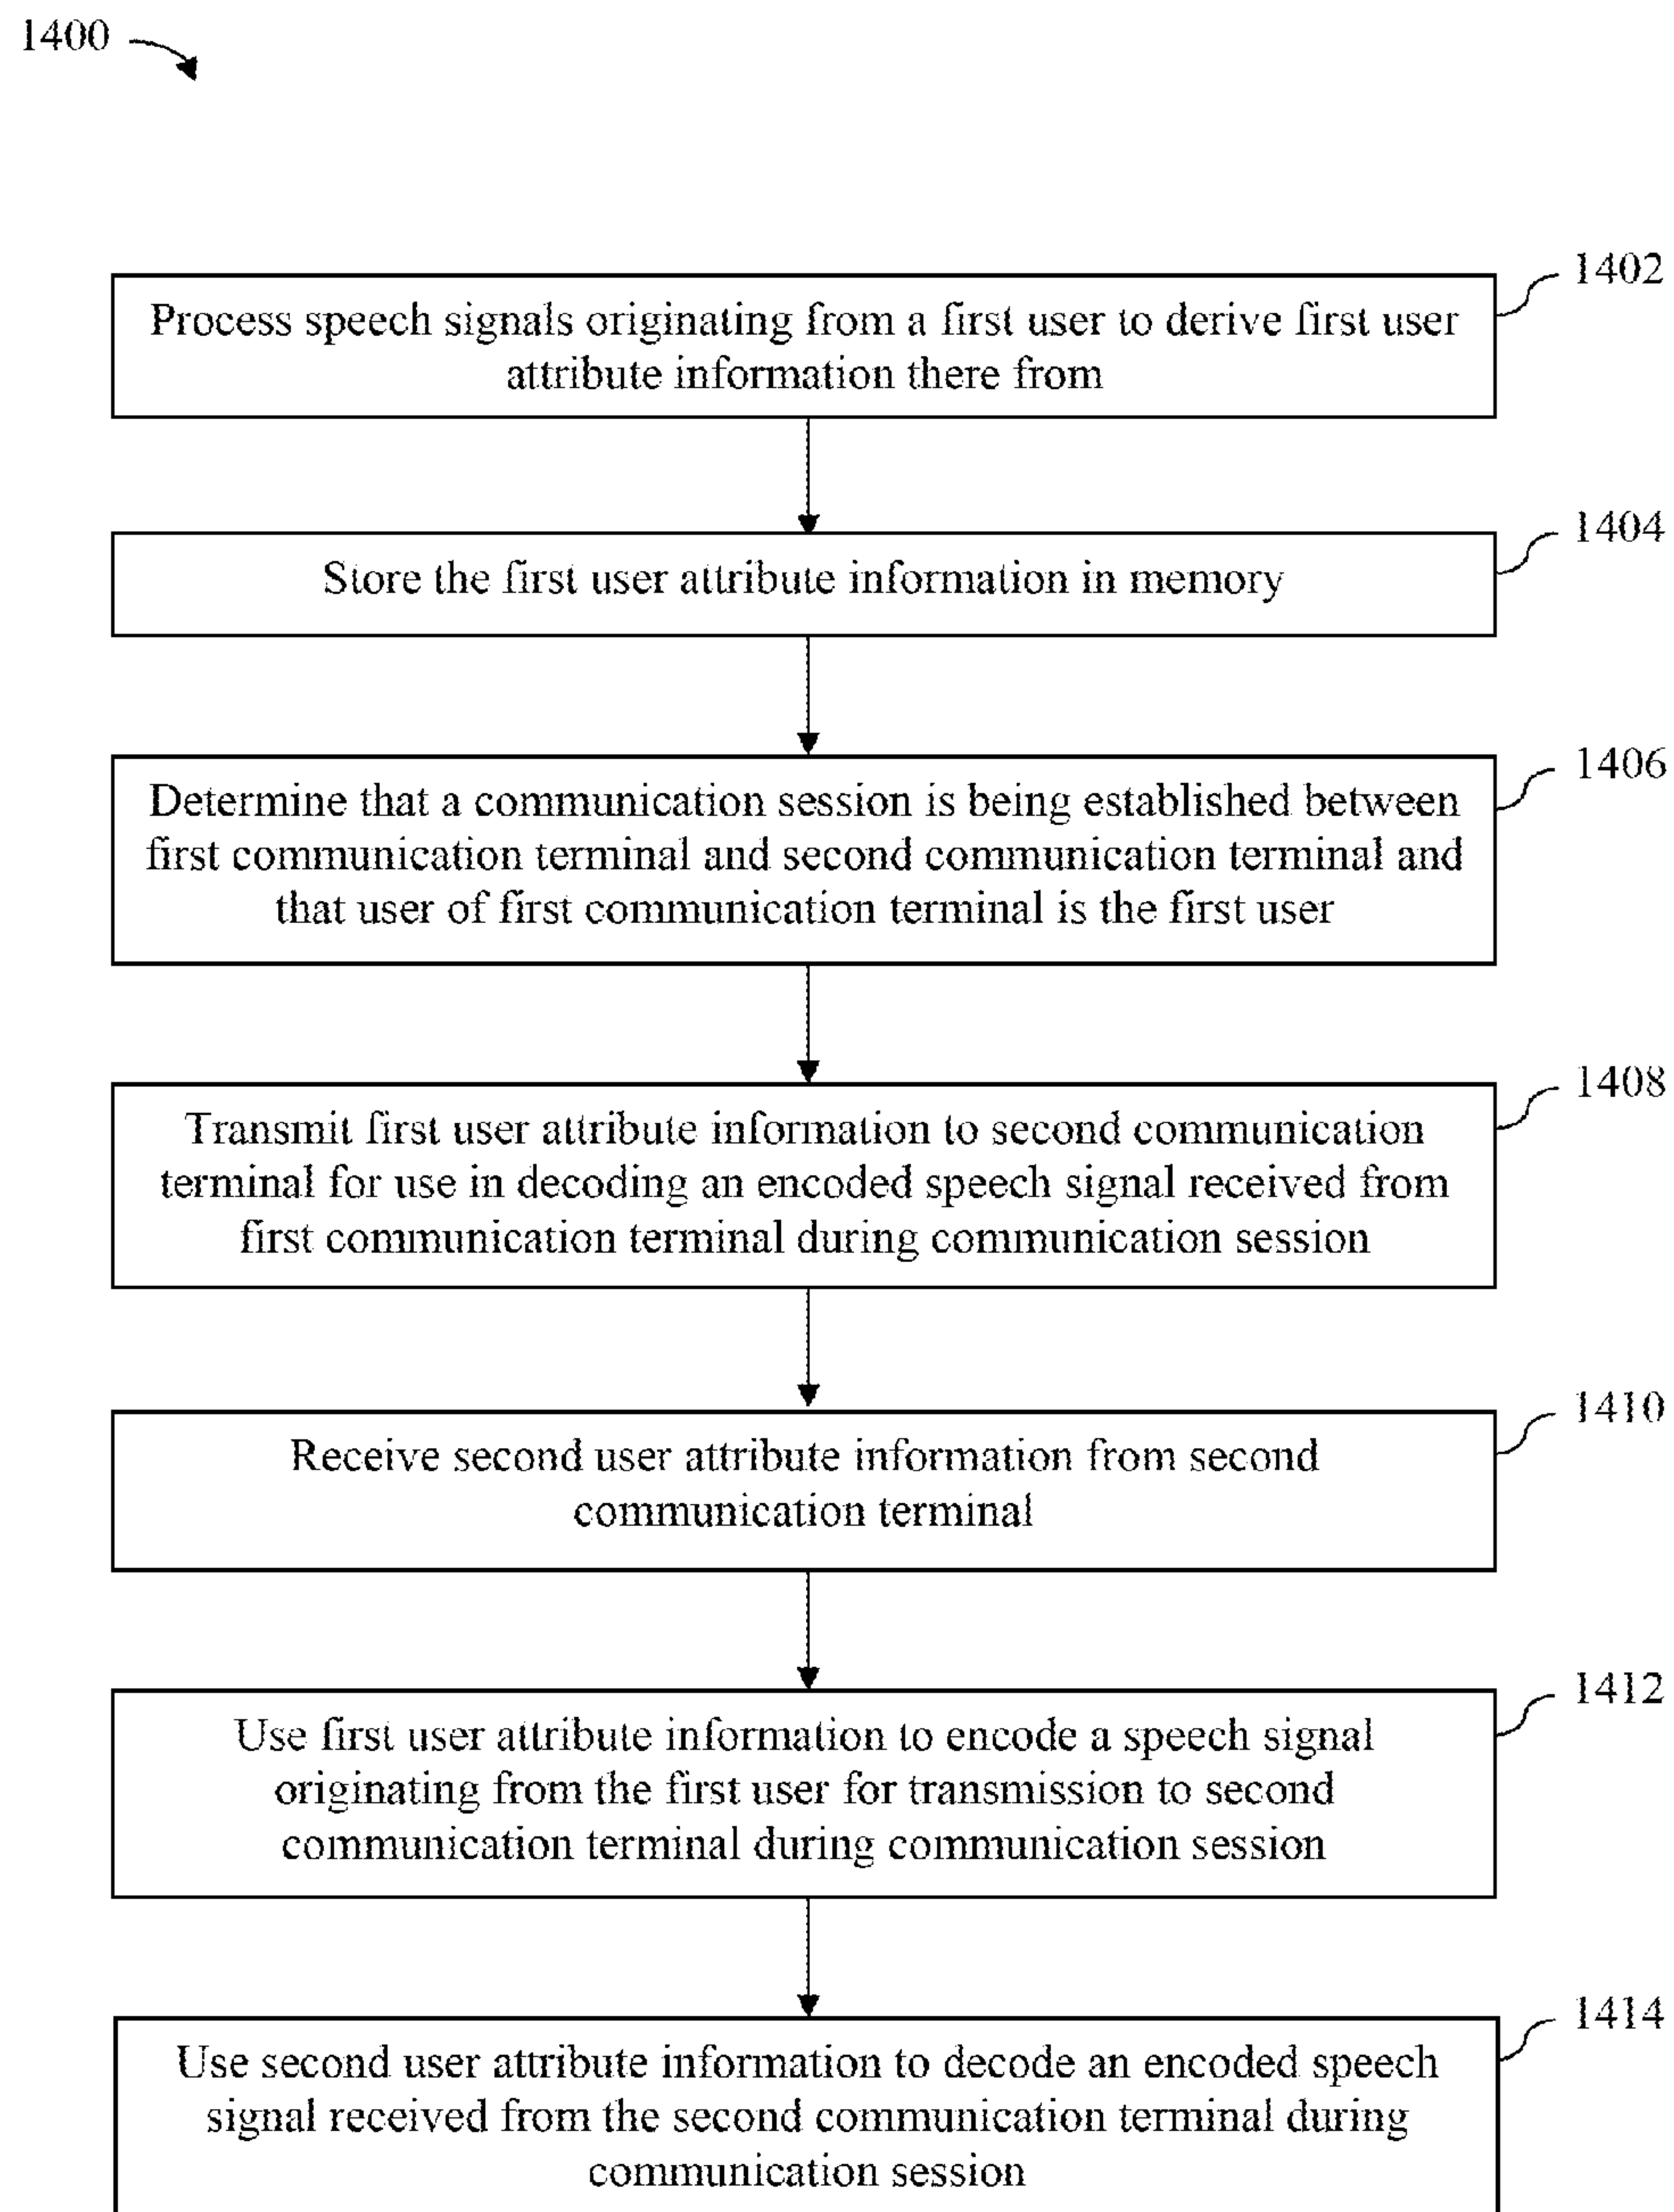 1400
1402
Process speech signals originating from a first user to derive first user
attribute information there from
1404
Store the first user attribute information in memory
1406
Determine that a communication session is being established between
first communication terminal and second communication terminal and
that user of first communication terminal is the first user
1408
Transmit first user attribute information to second communication
terminal for use in decoding an encoded speech signal received from
first communication terminal during communication session
1410
Receive second user attribute information from second
communication terminal
1412
Use first user attribute information to encode a speech signal
originating from the first user for transmission to second
communication terminal during communication session
1414
Use second user attribute information to decode an encoded speech
signal received from the second communication terminal during
communication session